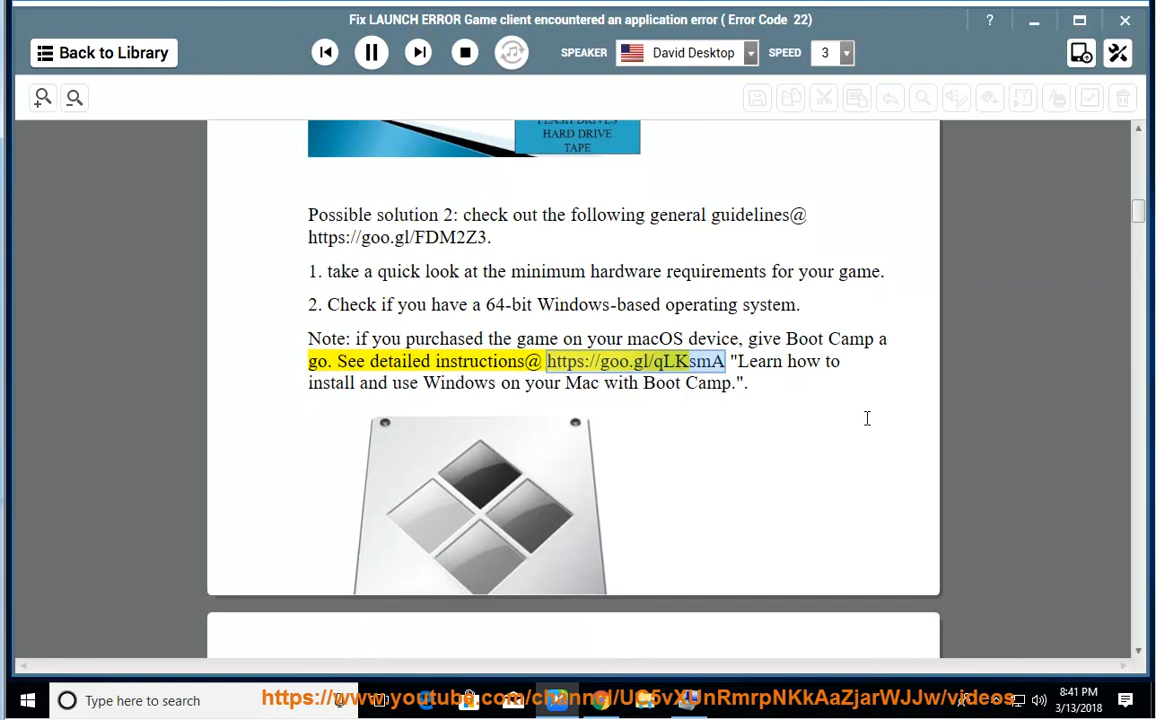 Fix LAUNCH ERROR Game client encountered an application error ( Error Code 22)
?
Back to Library
SPEAKER
David Desktop
SPEED
3
FLASH DRIVES
HARD DRIVE
TAPE
Possible solution 2: check out the following general guidelines@
https://goo.gl/FDM2Z3.
1. take a quick look at the minimum hardware requirements for your game.
2. Check if you have a 64-bit Windows-based operating system.
Note: if you purchased the game on your macOS device, give Boot Camp a
go. See detailed instructions@ https://goo.gl/qLKsmA "Learn how to
install and use Windows on your Mac with Boot Camp.".
Type here to search
8:41 PM
3/13/2018